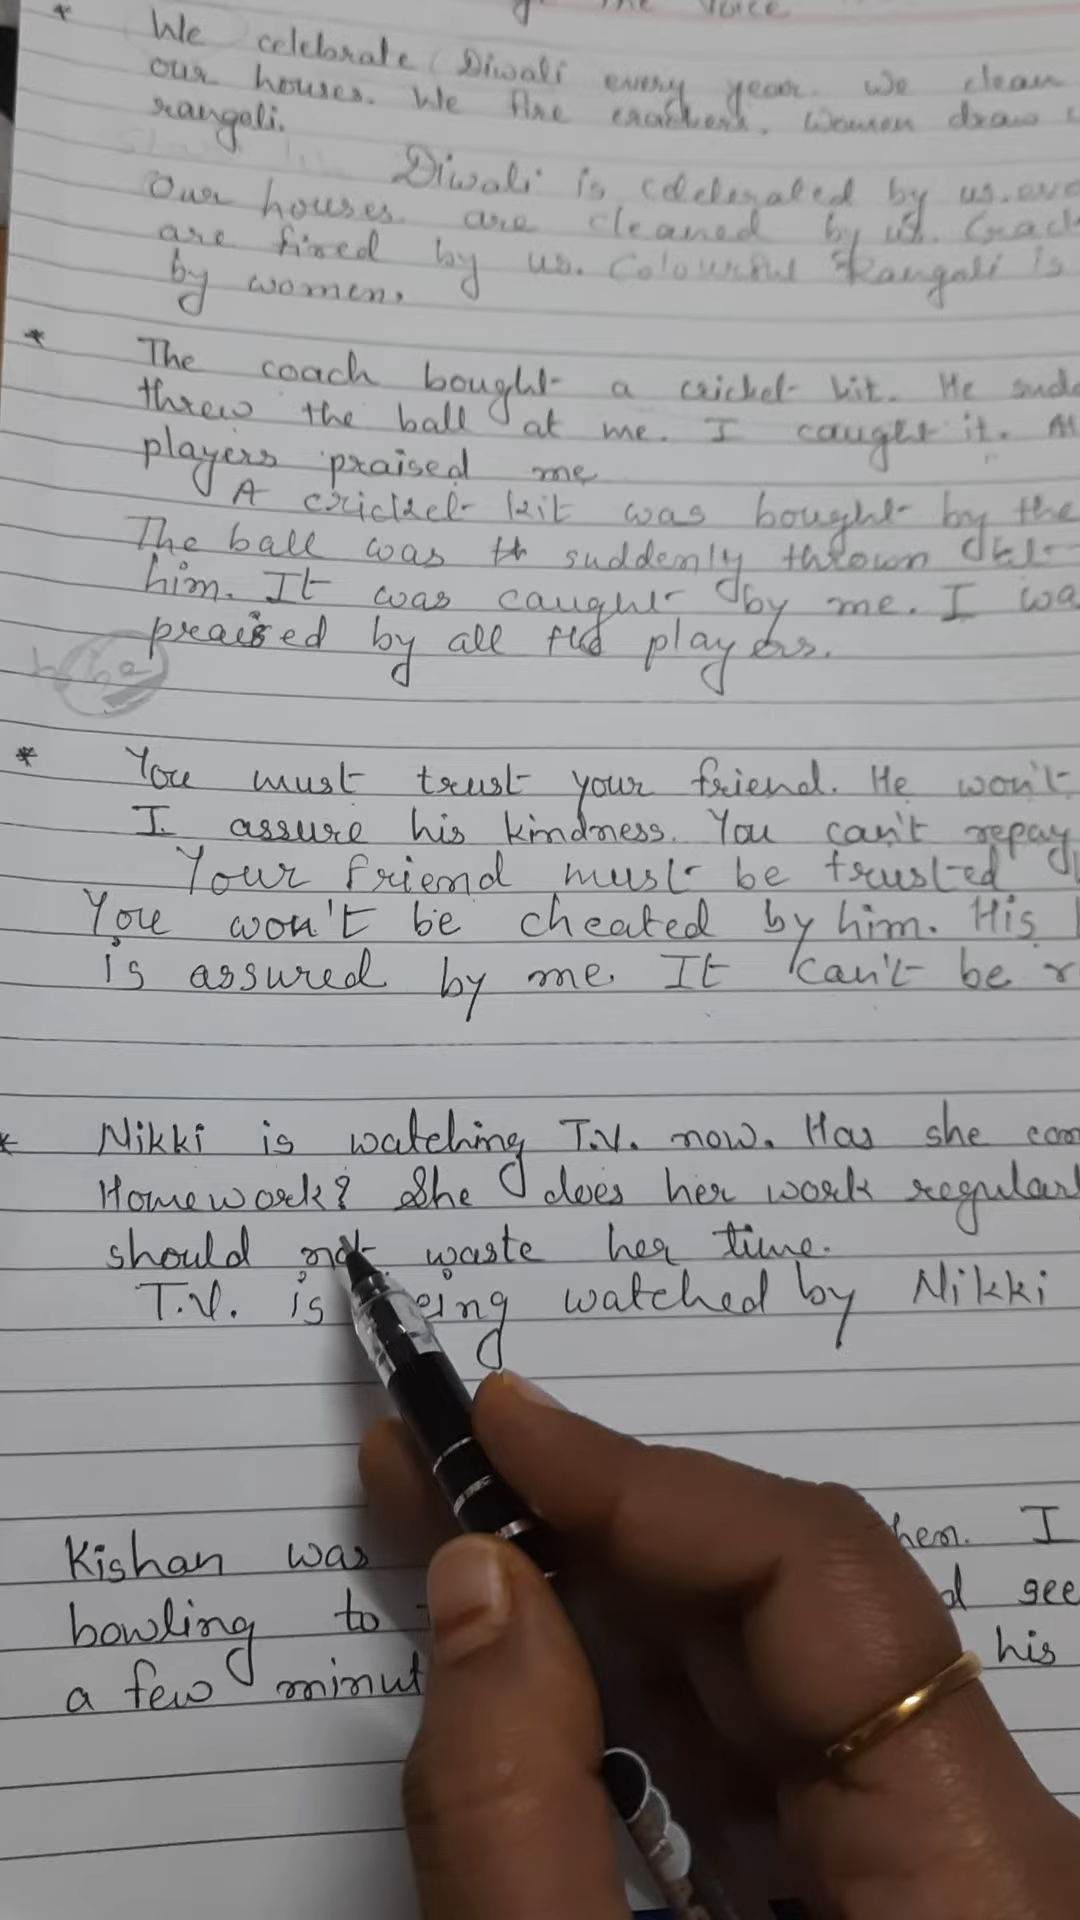 The Voice
* We celebrate Diwali every year. We clean
our houses. We fire crackers. Women draw
rangoli.
Diwali is celebrated by us.
Our houses are cleaned by us.
are fired by us. Colourful Rangoli is
by women.
* The coach bought a cricket kit. He
threw the ball at me. I caught it.
players praised me
A cricket kit was bought by the
The ball was th suddenly thrown at
him. It was caught by me. I
praised by all the players.
* You must trust your friend. He won't
I assure his kindness. You can't repay
Your friend must be trusted
You won't be cheated by him. His
is assured by me. It can't be
* Nikki is watching T.V. now. Has she
Homework? She does her work
should not waste her time.
T.V. is being watched by Nikki
Kishan was I
bowling to
a few his